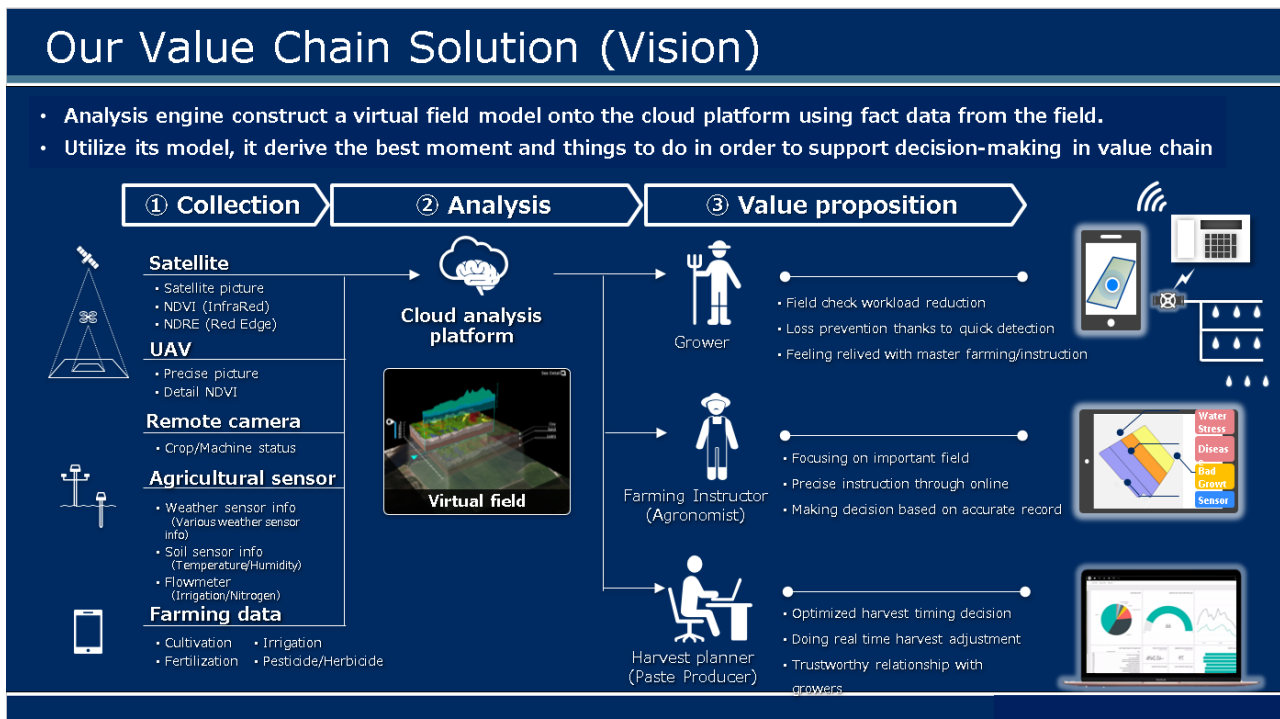 Our Value Chain Solution (Vision)
• Analysis engine construct a virtual field model onto the cloud platform using fact data from the field.
• Utilize its model, it derive the best moment and things to do in order to support decision-making in value chain
① Collection
② Analysis
③ Value proposition
Satellite
• Satellite picture
• NDVI (InfraRed)
• NDRE (Red Edge)
UAV
• Precise picture
• Detail NDVI
Remote camera
• Crop/Machine status
Agricultural sensor
• Weather sensor info
(Various weather sensor
info)
• Soil sensor info
(Temperature/Humidity)
• Flowmeter
(Irrigation/Nitrogen)
Farming data
• Cultivation • Irrigation
• Fertilization • Pesticide/Herbicide
Cloud analysis
platform
Virtual field
Grower
• Field check workload reduction
• Loss prevention thanks to quick detection
• Feeling relived with master farming/instruction
Farming Instructor
(Agronomist)
• Focusing on important field
• Precise instruction through online
• Making decision based on accurate record
Water
Stress
Diseas
Bad
Growt
Sensor
Harvest planner
(Paste Producer)
• Optimized harvest timing decision
• Doing real time harvest adjustment
• Trustworthy relationship with
growers